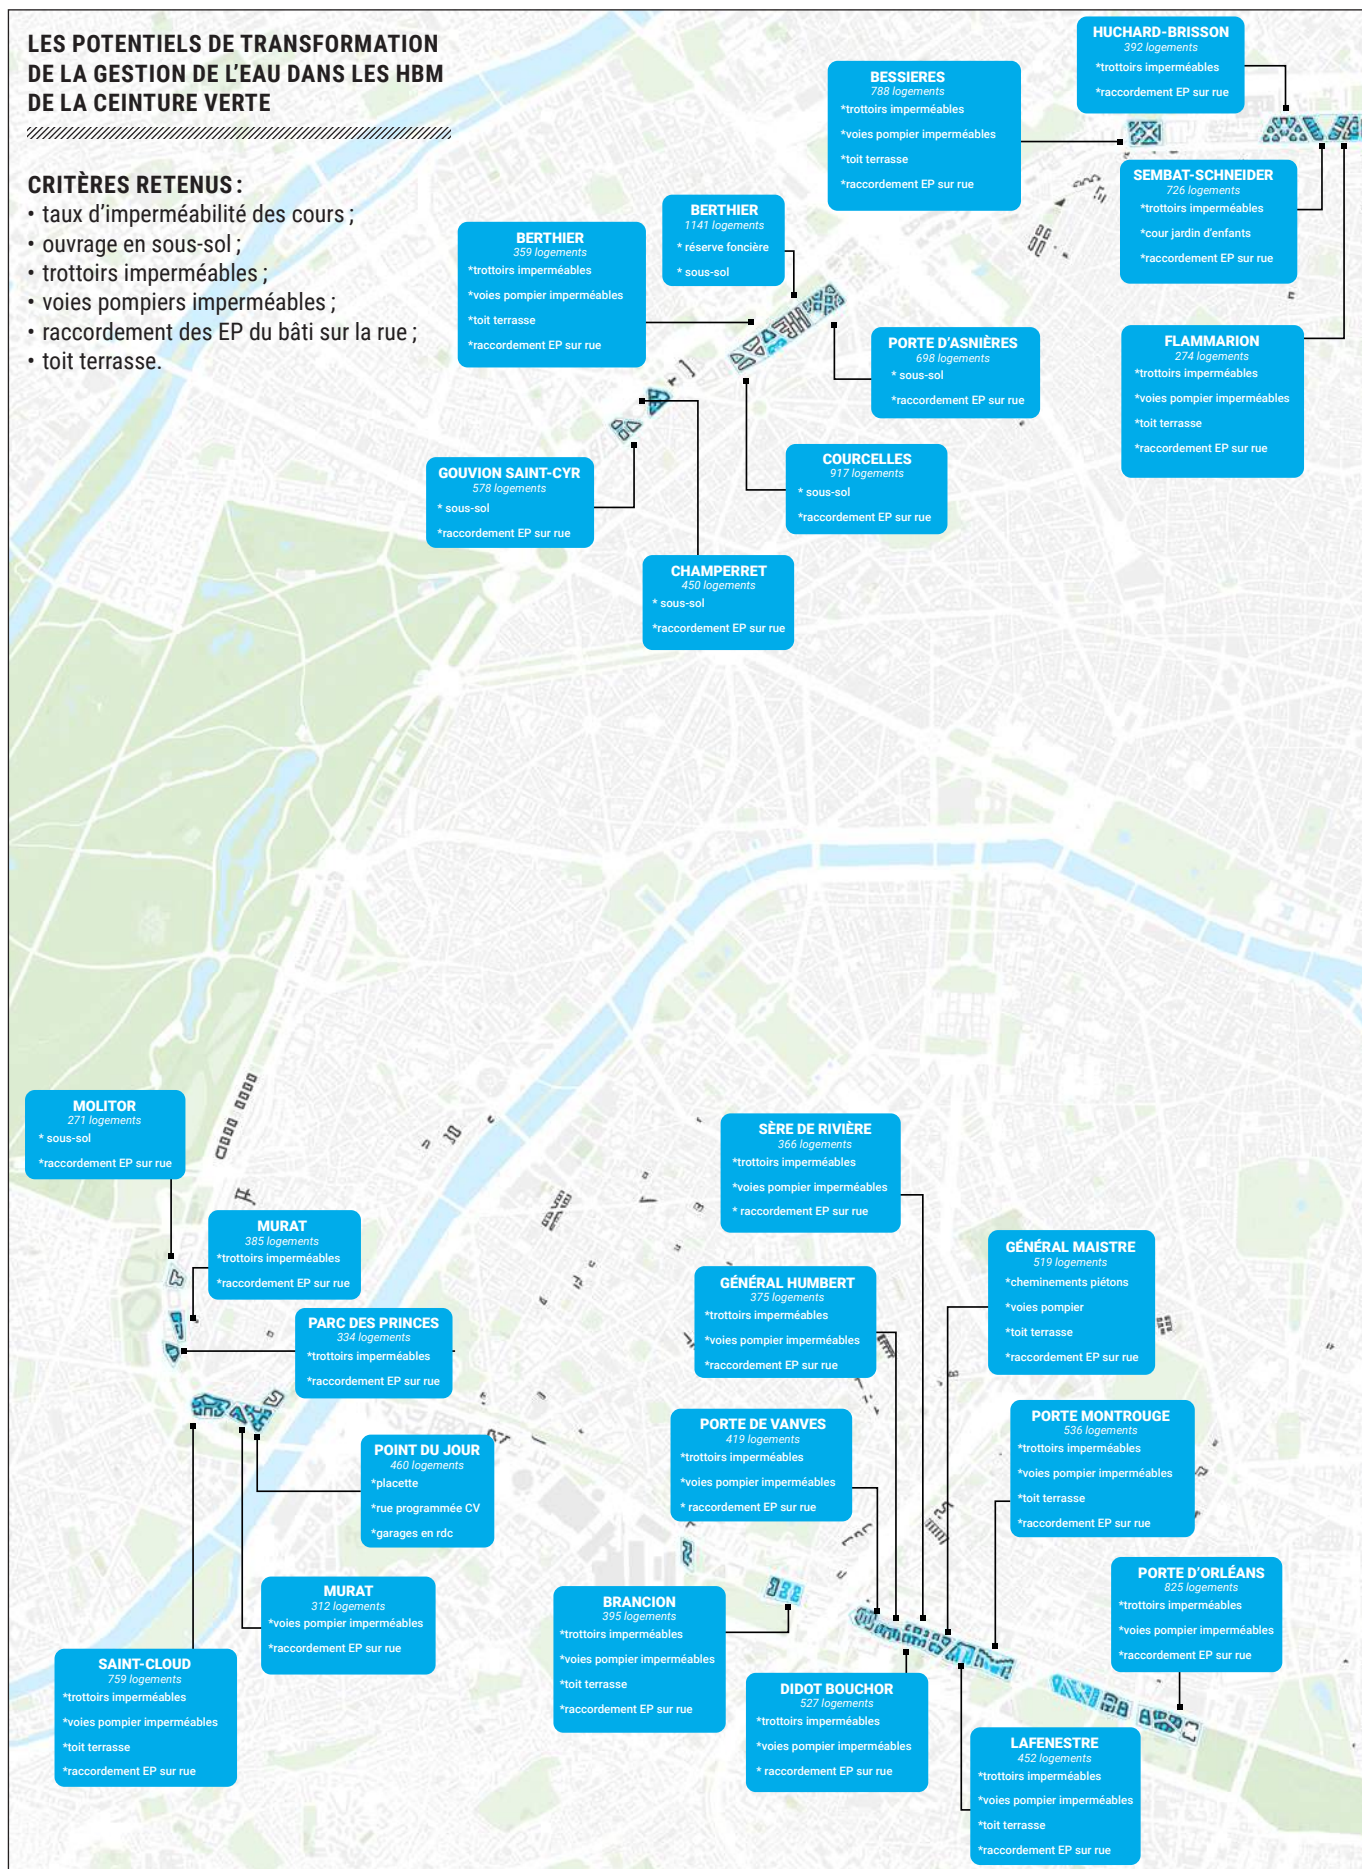 LES POTENTIELS DE TRANSFORMATION
DE LA GESTION DE L'EAU DANS LES HBM
DE LA CEINTURE VERTE
CRITÈRES RETENUS :
• taux d'imperméabilité des cours ;
• ouvrage en sous-sol ;
• trottoirs imperméables ;
• voies pompiers imperméables ;
• raccordement des EP du bâti sur la rue ;
• toit terrasse.
HUCHARD-BRISSON
392 logements
*trottoirs imperméables
*raccordement EP sur rue
BESSIERES
788 logements
*trottoirs imperméables
*voies pompier imperméables
*toit terrasse
*raccordement EP sur rue
SEMBAT-SCHNEIDER
726 logements
*trottoirs imperméables
*cour jardin d'enfants
*raccordement EP sur rue
BERTHIER
1141 logements
* réserve foncière
* sous-sol
BERTHIER
359 logements
*trottoirs imperméables
*voies pompier imperméables
*toit terrasse
*raccordement EP sur rue
PORTE D'ASNIÈRES
698 logements
* sous-sol
*raccordement EP sur rue
FLAMMARION
274 logements
*trottoirs imperméables
*voies pompier imperméables
*toit terrasse
*raccordement EP sur rue
GOUVION SAINT-CYR
578 logements
* sous-sol
*raccordement EP sur rue
COURCELLES
917 logements
* sous-sol
*raccordement EP sur rue
CHAMPERRET
450 logements
* sous-sol
*raccordement EP sur rue
MOLITOR
271 logements
* sous-sol
*raccordement EP sur rue
MURAT
385 logements
*trottoirs imperméables
*raccordement EP sur rue
PARC DES PRINCES
334 logements
*trottoirs imperméables
*raccordement EP sur rue
POINT DU JOUR
460 logements
*placette
*rue programmée CV
*garages en rdc
MURAT
312 logements
*voies pompier imperméables
*raccordement EP sur rue
SAINT-CLOUD
759 logements
*trottoirs imperméables
*voies pompier imperméables
*toit terrasse
*raccordement EP sur rue
SÈRE DE RIVIÈRE
366 logements
*trottoirs imperméables
*voies pompier imperméables
* raccordement EP sur rue
GÉNÉRAL HUMBERT
375 logements
*trottoirs imperméables
*voies pompier imperméables
*raccordement EP sur rue
GÉNÉRAL MAISTRE
519 logements
*cheminements piétons
*voies pompier
*toit terrasse
*raccordement EP sur rue
PORTE DE VANVES
419 logements
*trottoirs imperméables
*voies pompier imperméables
* raccordement EP sur rue
PORTE MONTROUGE
536 logements
*trottoirs imperméables
*voies pompier imperméables
*toit terrasse
*raccordement EP sur rue
BRANCION
395 logements
*trottoirs imperméables
*voies pompier imperméables
*toit terrasse
*raccordement EP sur rue
PORTE D'ORLÉANS
825 logements
*trottoirs imperméables
*voies pompier imperméables
*raccordement EP sur rue
DIDOT BOUCHOR
527 logements
*trottoirs imperméables
*voies pompier imperméables
* raccordement EP sur rue
LAFENESTRE
452 logements
*trottoirs imperméables
*voies pompier imperméables
*toit terrasse
*raccordement EP sur rue